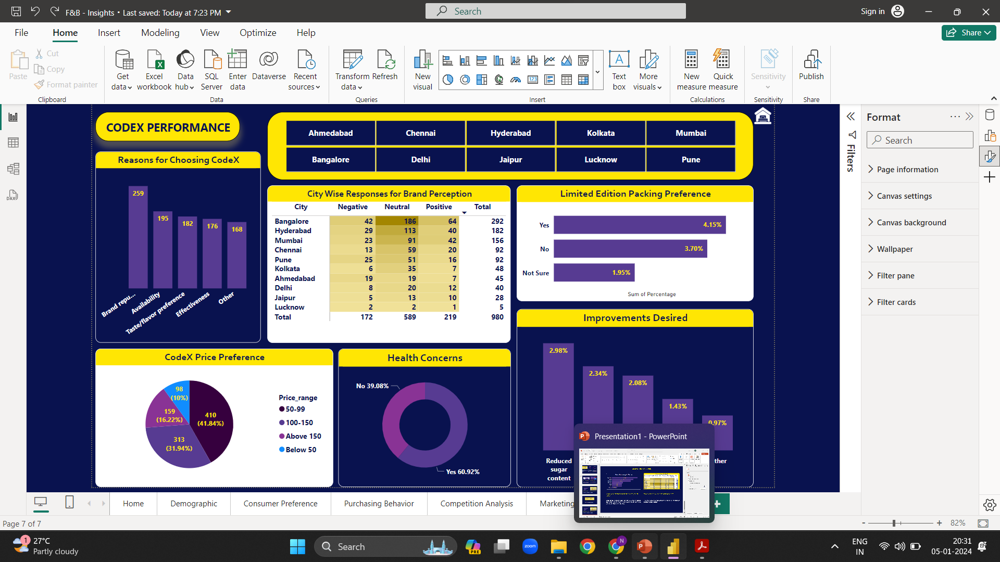 F&B - Insights • Last saved: Today at 7:23 PM
Search
Sign in
File
Home
Insert
Modeling
View
Optimize
Help
Share
Paste
Cut
Copy
Format painter
Clipboard
Get data
Excel workbook
Data hub
SQL Server
Enter data
Dataverse
Recent sources
Data
Transform data
Refresh
Queries
New visual
Text box
More visuals
Insert
New measure
Quick measure
Calculations
Sensitivity
Sensitivity
Publish
Share
CODEX PERFORMANCE
Ahmedabad Chennai Hyderabad Kolkata Mumbai
Bangalore Delhi Jaipur Lucknow Pune
Reasons for Choosing CodeX
259
195
182
176
168
Brand repu...
Availability
Taste/flavor preference
Effectiveness
Other
City Wise Responses for Brand Perception
City Negative Neutral Positive Total
Bangalore 42 186 64 292
Hyderabad 29 113 40 182
Mumbai 23 91 42 156
Chennai 13 59 20 92
Pune 25 51 16 92
Kolkata 6 35 7 48
Ahmedabad 19 19 7 45
Delhi 8 20 12 40
Jaipur 5 13 10 28
Lucknow 2 2 1 5
Total 172 589 219 980
Limited Edition Packing Preference
Yes 4.15%
No 3.70%
Not Sure 1.95%
Sum of Percentage
CodeX Price Preference
98
(10%)
159
(16.22%)
410
(41.84%)
313
(31.94%)
Price_range
50-99
100-150
Above 150
Below 50
Health Concerns
No 39.08%
Yes 60.92%
Improvements Desired
2.98%
2.34%
2.08%
1.43%
0.97%
Reduced
sugar
content
ther
Presentation1 - PowerPoint
Filters
Format
Search
Page information
Canvas settings
Canvas background
Wallpaper
Filter pane
Filter cards
DAX
Home
Demographic
Consumer Preference
Purchasing Behavior
Competition Analysis
Marketing
Page 7 of 7
82%
1
27°C
Partly cloudy
Search
PRE
zoom
N
ENG
IN
20:31
05-01-2024